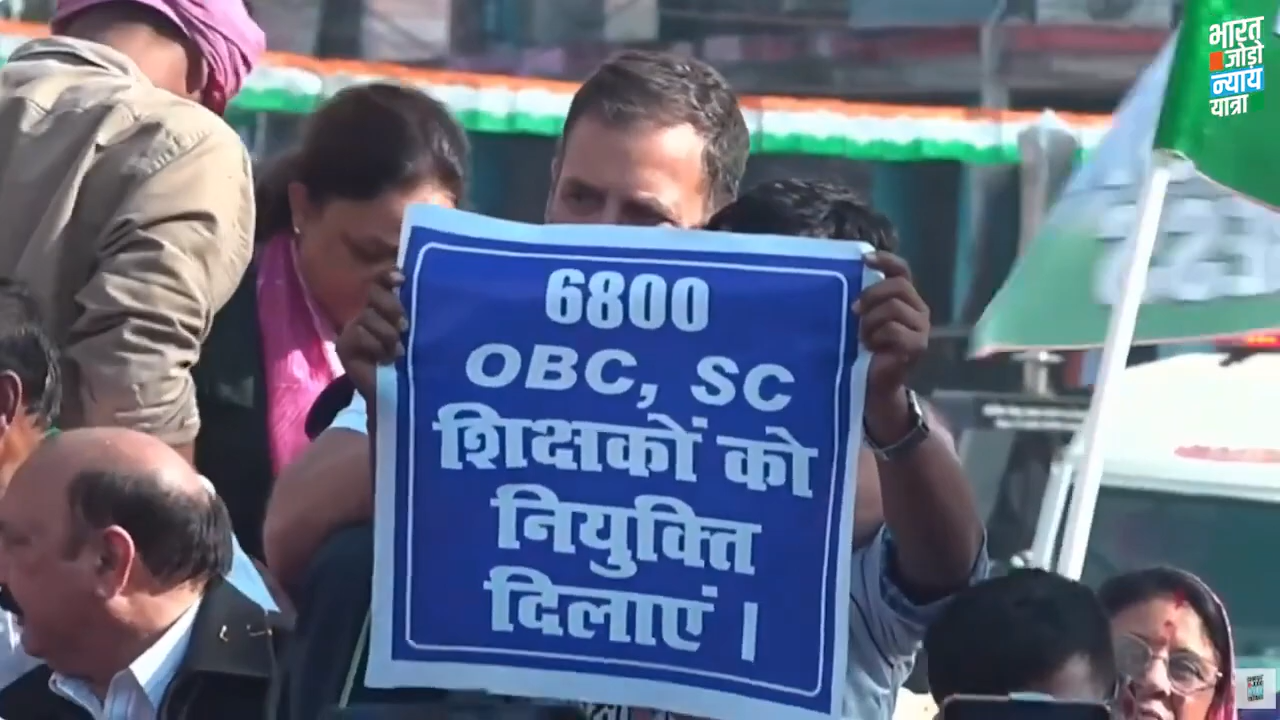 भारत
जोड़ो
न्याय
यात्रा
6800
OBC, SC
शिक्षकों को
नियुक्ति
दिलाएं ।